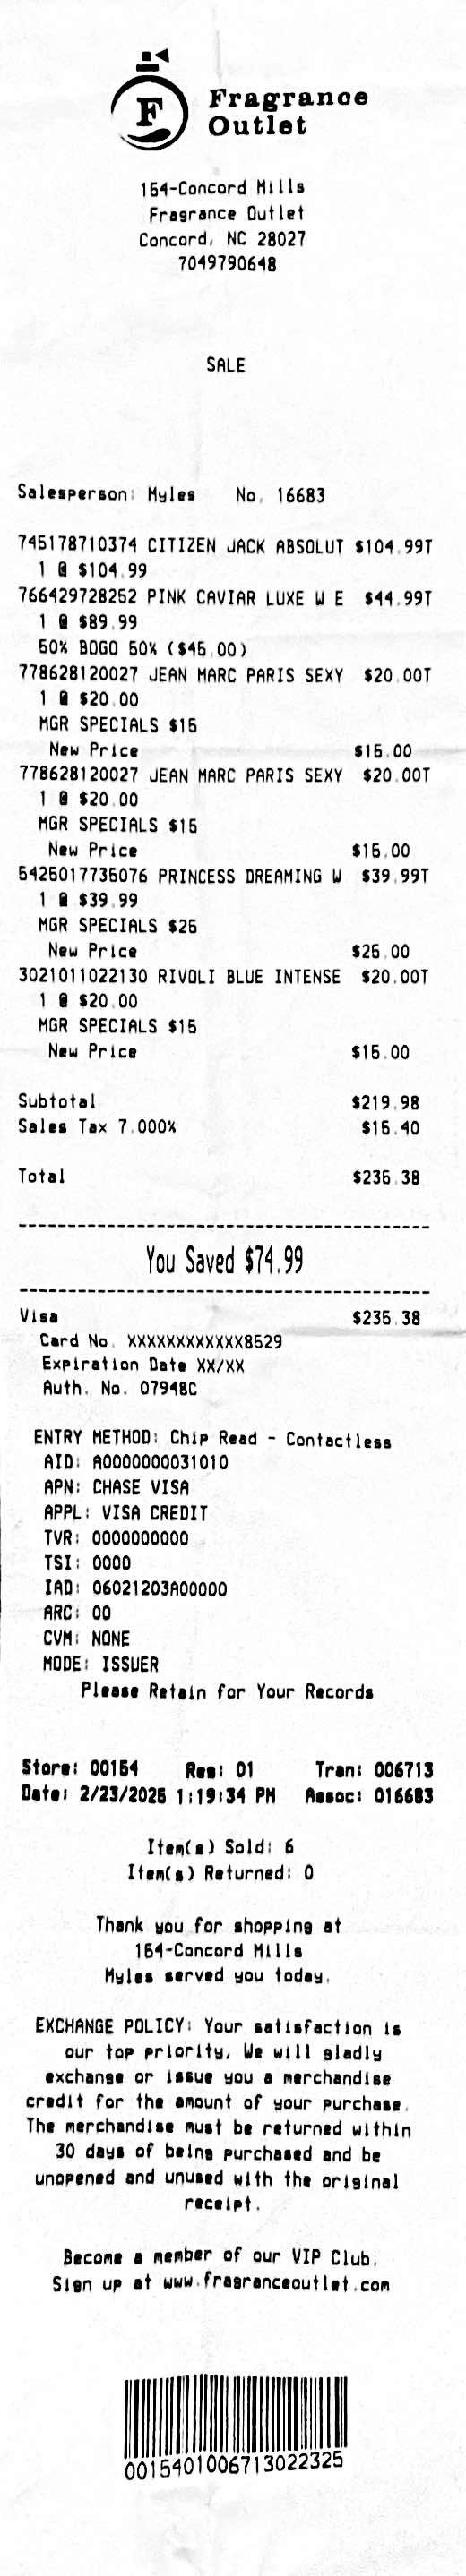 F
Fragrance
Outlet
154-Concord Mills
Fragrance Outlet
Concord, NC 28027
7049790648
SALE
Salesperson: Myles No. 16683
745178710374 CITIZEN JACK ABSOLUT $104.99T
1 @ $104.99
766429728252 PINK CAVIAR LUXE W E $44.99T
1 @ $89.99
50% BOGO 50% ($45.00)
778628120027 JEAN MARC PARIS SEXY $20.00T
1 @ $20.00
MGR SPECIALS $15
New Price $15.00
778628120027 JEAN MARC PARIS SEXY $20.00T
1 @ $20.00
MGR SPECIALS $15
New Price $15.00
5425017735076 PRINCESS DREAMING W $39.99T
1 @ $39.99
MGR SPECIALS $25
New Price $25.00
3021011022130 RIVOLI BLUE INTENSE $20.00T
1 @ $20.00
MGR SPECIALS $15
New Price $15.00
Subtotal $219.98
Sales Tax 7.000% $15.40
Total $235.38
You Saved $74.99
Visa $235.38
Card No. XXXXXXXXXXXX8529
Expiration Date XX/XX
Auth. No. 07948C
ENTRY METHOD: Chip Read - Contactless
AID: A0000000031010
APN: CHASE VISA
APPL: VISA CREDIT
TVR: 0000000000
TSI: 0000
IAD: 06021203A00000
ARC: 00
CVM: NONE
MODE: ISSUER
Please Retain for Your Records
Store: 00154 Reg: 01 Tran: 006713
Date: 2/23/2025 1:19:34 PM Assoc: 016683
Item(s) Sold: 6
Item(s) Returned: 0
Thank you for shopping at
154-Concord Mills
Myles served you today.
EXCHANGE POLICY: Your satisfaction is
our top priority, We will gladly
exchange or issue you a merchandise
credit for the amount of your purchase.
The merchandise must be returned within
30 days of being purchased and be
unopened and unused with the original
receipt.
Become a member of our VIP Club.
Sign up at www.fragranceoutlet.com
0015401006713022325